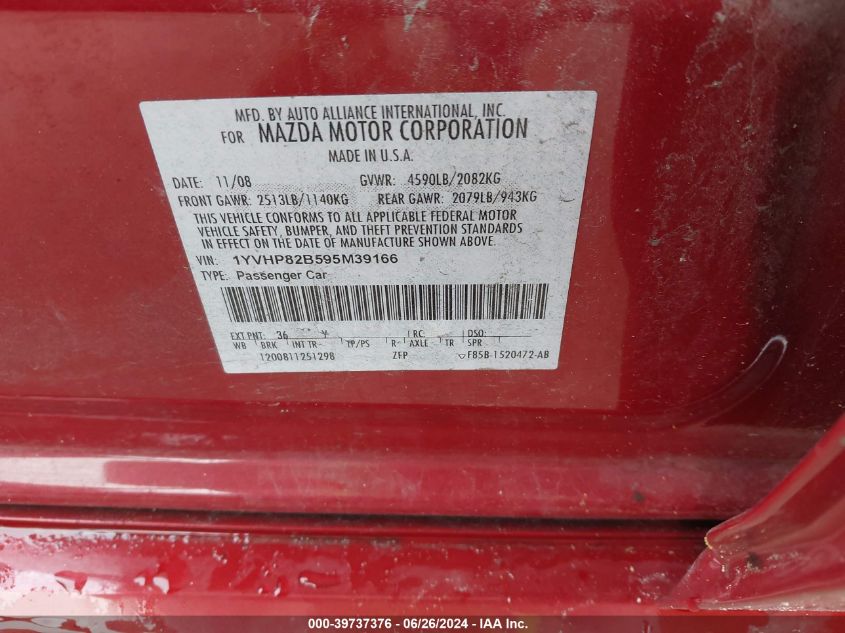 MFD. BY AUTO ALLIANCE INTERNATIONAL, INC.
FOR MAZDA MOTOR CORPORATION
MADE IN U.S.A.
DATE: 11/08 GVWR: 4590LB/2082KG
FRONT GAWR: 2513LB/1140KG REAR GAWR: 2079LB/943KG
THIS VEHICLE CONFORMS TO ALL APPLICABLE FEDERAL MOTOR
VEHICLE SAFETY, BUMPER, AND THEFT PREVENTION STANDARDS
IN EFFECT ON THE DATE OF MANUFACTURE SHOWN ABOVE.
VIN: 1YVHP82B595M39166
TYPE: Passenger Car
EXT PNT: 36 Y RC: DSO:
WB BRK INT TR TP/PS R AXLE TR SPR
1200811251298 ZFP F85B-1520472-AB
000-39737376 - 06/26/2024 - IAA Inc.